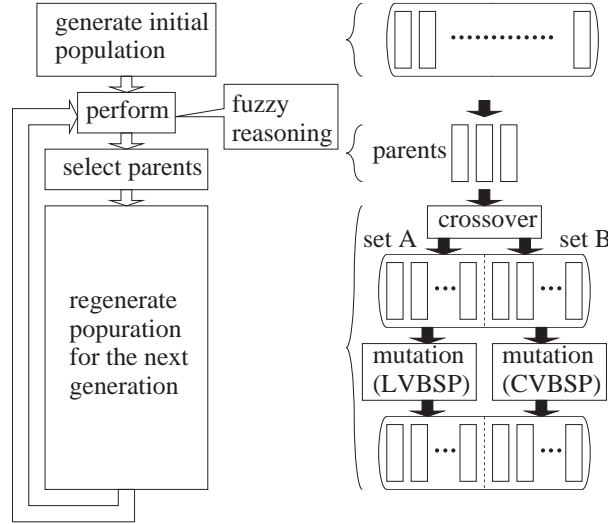 generate initial
population
perform
fuzzy
reasoning
select parents
regenerate
popuration
for the next
generation
parents
crossover
set A
set B
mutation
(LVBSP)
mutation
(CVBSP)